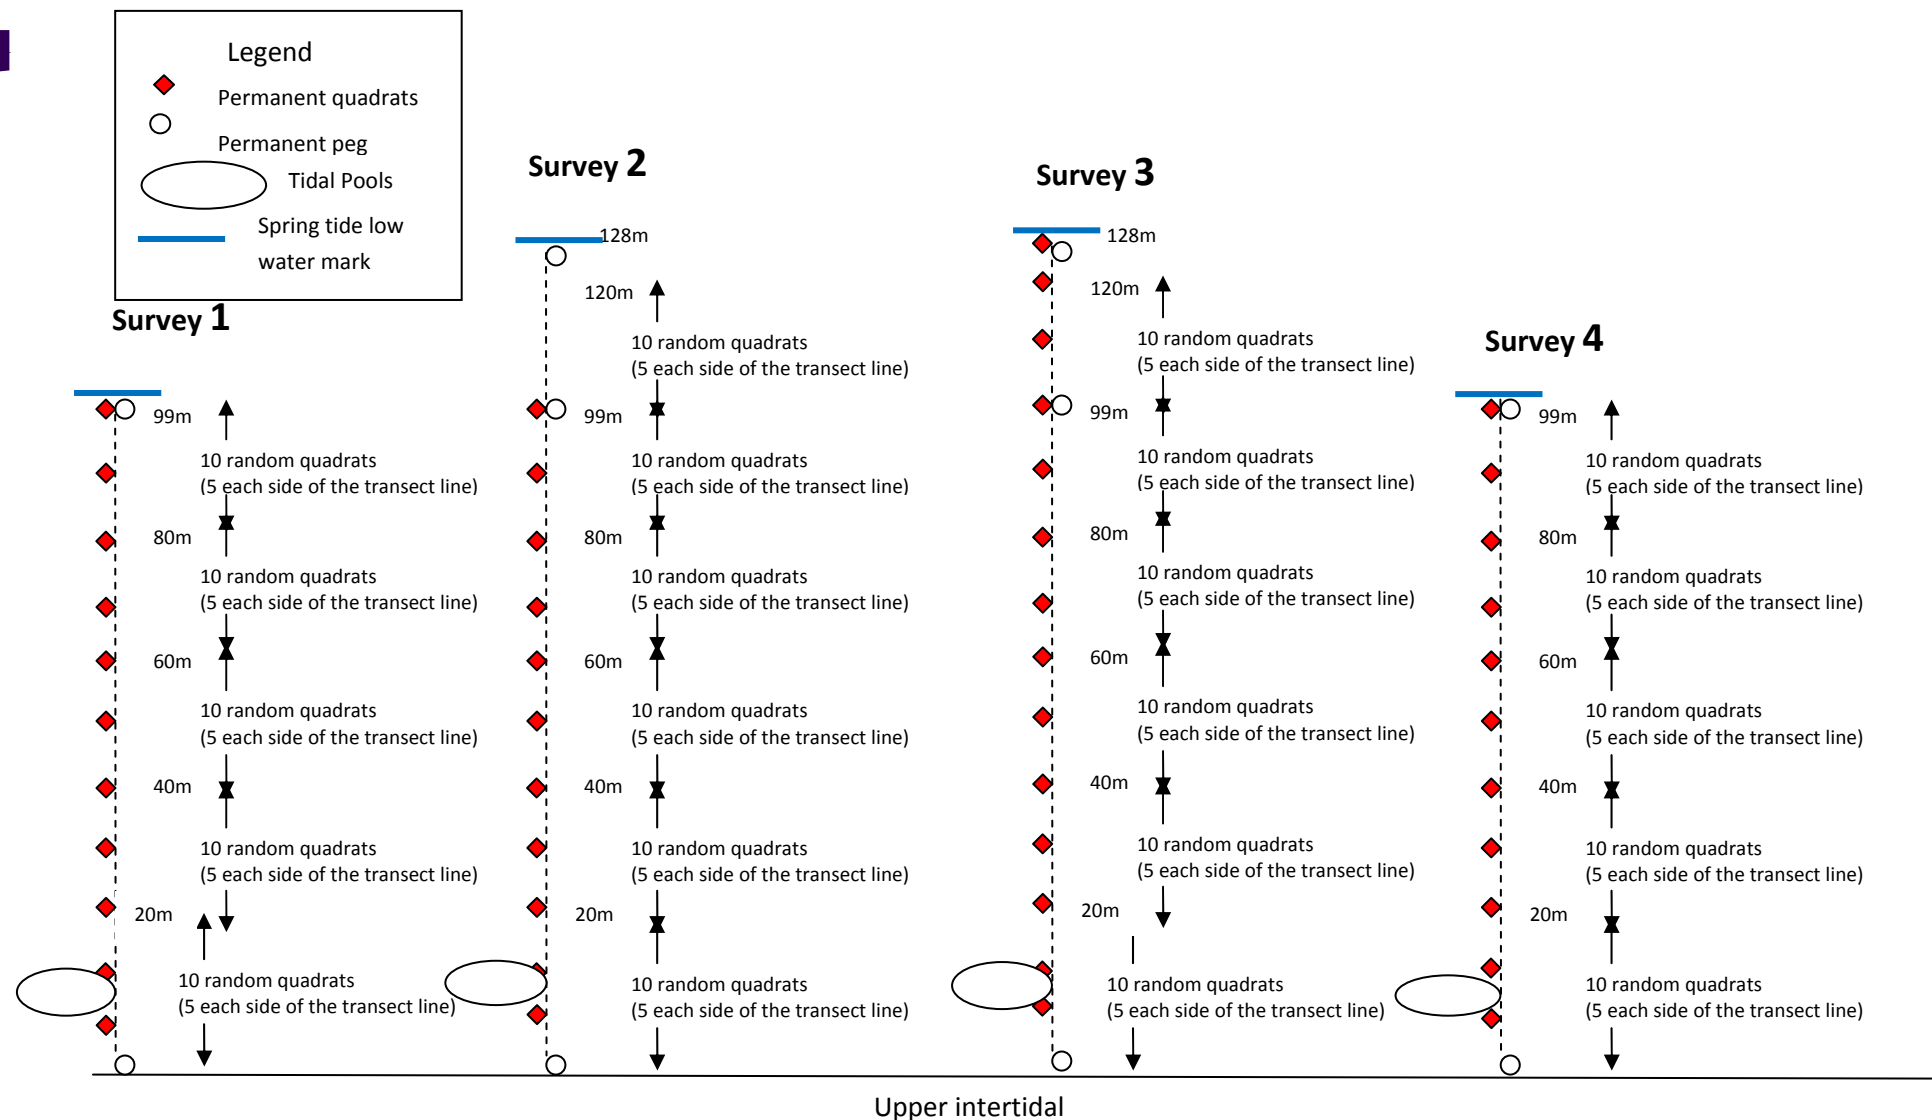 Legend
Permanent quadrats
Permanent peg
Tidal Pools
Spring tide low
water mark
Survey 1
99m
10 random quadrats
(5 each side of the transect line)
80m
10 random quadrats
(5 each side of the transect line)
60m
10 random quadrats
(5 each side of the transect line)
40m
10 random quadrats
(5 each side of the transect line)
20m
10 random quadrats
(5 each side of the transect line)
Survey 2
128m
120m
10 random quadrats
(5 each side of the transect line)
99m
10 random quadrats
(5 each side of the transect line)
80m
10 random quadrats
(5 each side of the transect line)
60m
10 random quadrats
(5 each side of the transect line)
40m
10 random quadrats
(5 each side of the transect line)
20m
10 random quadrats
(5 each side of the transect line)
Survey 3
128m
120m
10 random quadrats
(5 each side of the transect line)
99m
10 random quadrats
(5 each side of the transect line)
80m
10 random quadrats
(5 each side of the transect line)
60m
10 random quadrats
(5 each side of the transect line)
40m
10 random quadrats
(5 each side of the transect line)
20m
10 random quadrats
(5 each side of the transect line)
Survey 4
99m
10 random quadrats
(5 each side of the transect line)
80m
10 random quadrats
(5 each side of the transect line)
60m
10 random quadrats
(5 each side of the transect line)
40m
10 random quadrats
(5 each side of the transect line)
20m
10 random quadrats
(5 each side of the transect line)
Upper intertidal